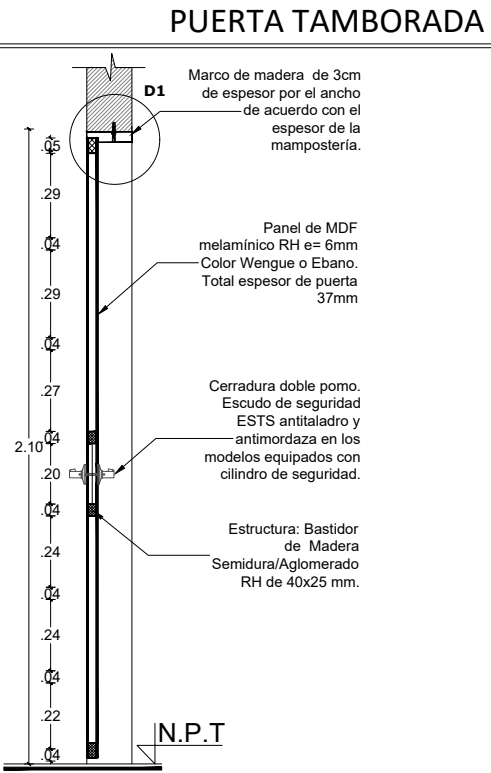 PUERTA TAMBORADA
D1
Marco de madera de 3cm
de espesor por el ancho
de acuerdo con el
espesor de la
mampostería.
.05
.29
.04
.29
.04
.27
.04
2.10
.20
.04
.24
.04
.24
.04
.22
.04
Panel de MDF
melamínico RH e= 6mm
Color Wengue o Ebano.
Total espesor de puerta
37mm
Cerradura doble pomo.
Escudo de seguridad
ESTS antitaladro y
antimordaza en los
modelos equipados con
cilindro de seguridad.
Estructura: Bastidor
de Madera
Semidura/Aglomerado
RH de 40x25 mm.
N.P.T